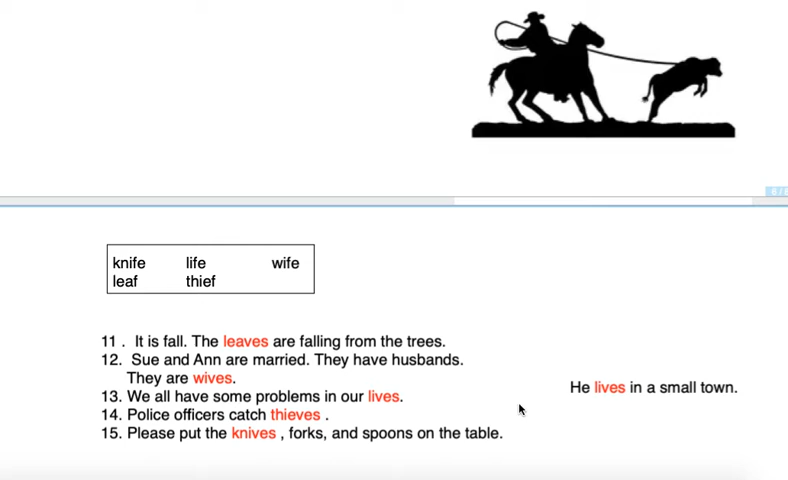 knife life wife
leaf thief
11 . It is fall. The leaves are falling from the trees.
12. Sue and Ann are married. They have husbands.
They are wives.
He lives in a small town.
13. We all have some problems in our lives.
14. Police officers catch thieves .
15. Please put the knives , forks, and spoons on the table.